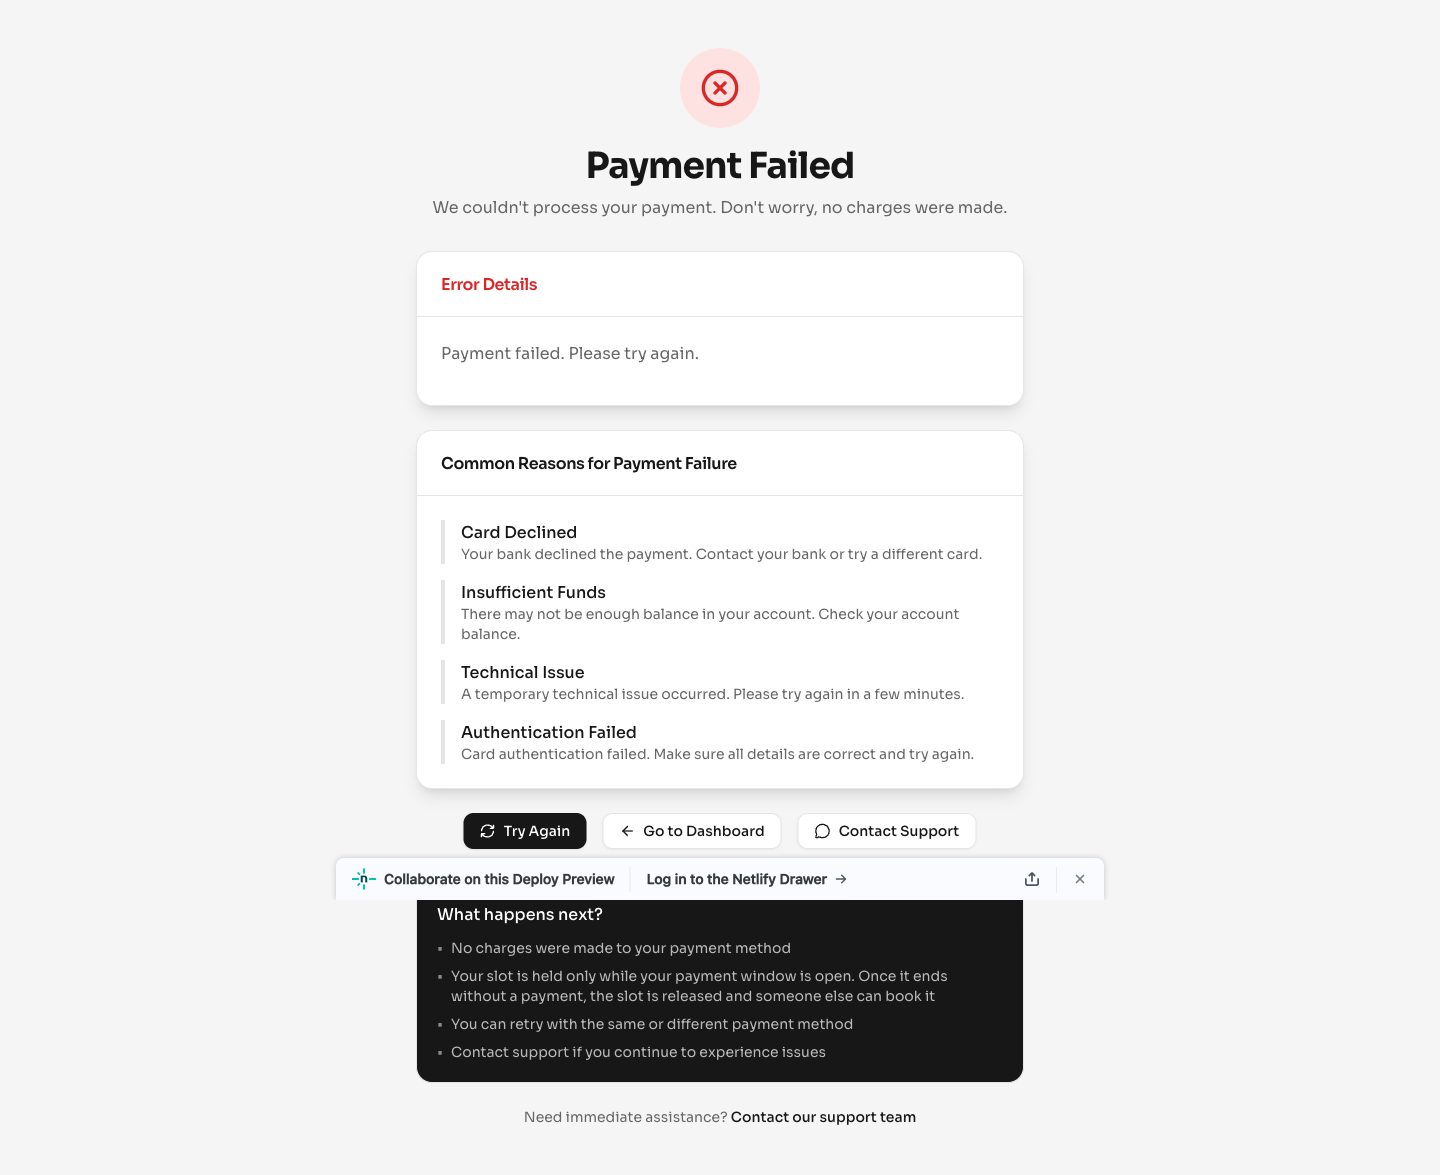 Payment Failed
We couldn't process your payment. Don't worry, no charges were made.
Error Details
Payment failed. Please try again.
Common Reasons for Payment Failure
Card Declined
Your bank declined the payment. Contact your bank or try a different card.
Insufficient Funds
There may not be enough balance in your account. Check your account
balance.
Technical Issue
A temporary technical issue occurred. Please try again in a few minutes.
Authentication Failed
Card authentication failed. Make sure all details are correct and try again.
Try Again
Go to Dashboard
Contact Support
Collaborate on this Deploy Preview
Log in to the Netlify Drawer →
What happens next?
• No charges were made to your payment method
• Your slot is held only while your payment window is open. Once it ends
without a payment, the slot is released and someone else can book it
• You can retry with the same or different payment method
• Contact support if you continue to experience issues
Need immediate assistance? Contact our support team